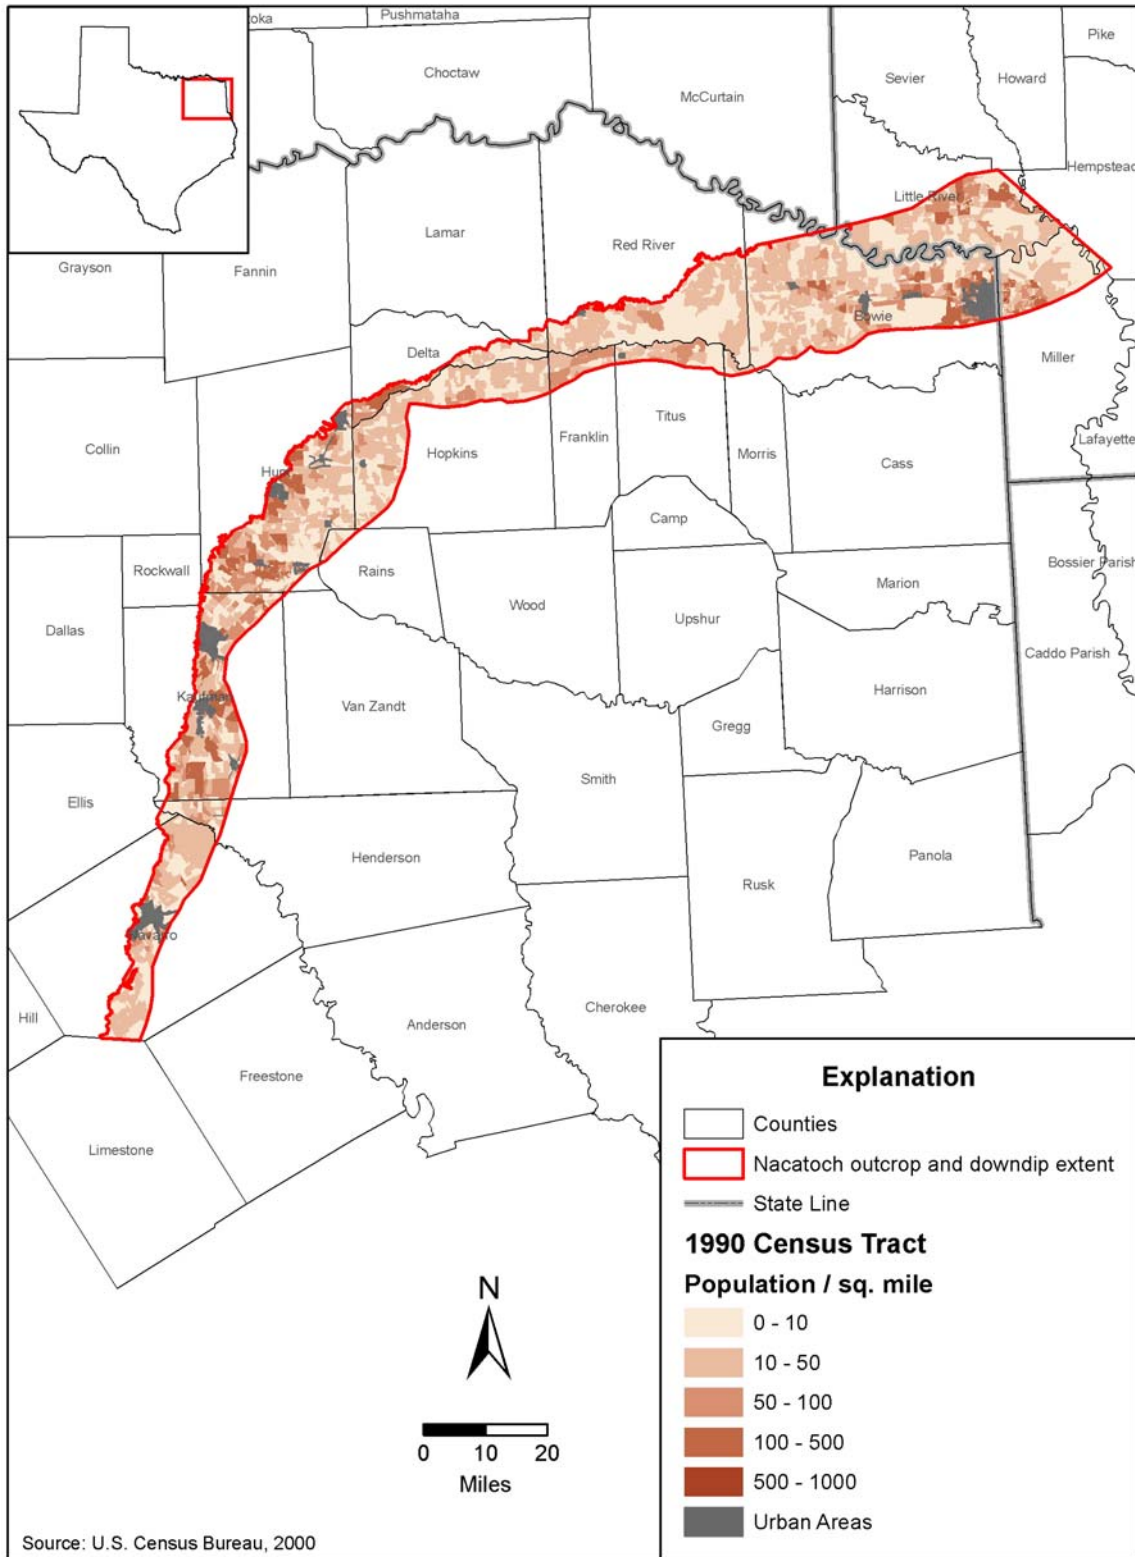 Pushmataha
oka
Choctaw
Pike
Sevier
Howard
McCurtain
Hempstead
Little River
Lamar
Red River
Grayson
Fannin
Bowie
Delta
Miller
Titus
Franklin
Hopkins
Morris
Cass
Lafayette
Collin
Hunt
Camp
Rockwall
Rains
Bossier Parish
Marion
Wood
Upshur
Dallas
Caddo Parish
Kaufman
Van Zandt
Harrison
Gregg
Smith
Ellis
Henderson
Panola
Rusk
Navarro
Hill
Cherokee
Anderson
Freestone
Limestone
N
0 10 20
Miles
Explanation
Counties
Nacatoch outcrop and downdip extent
State Line
1990 Census Tract
Population / sq. mile
0 - 10
10 - 50
50 - 100
100 - 500
500 - 1000
Urban Areas
Source: U.S. Census Bureau, 2000